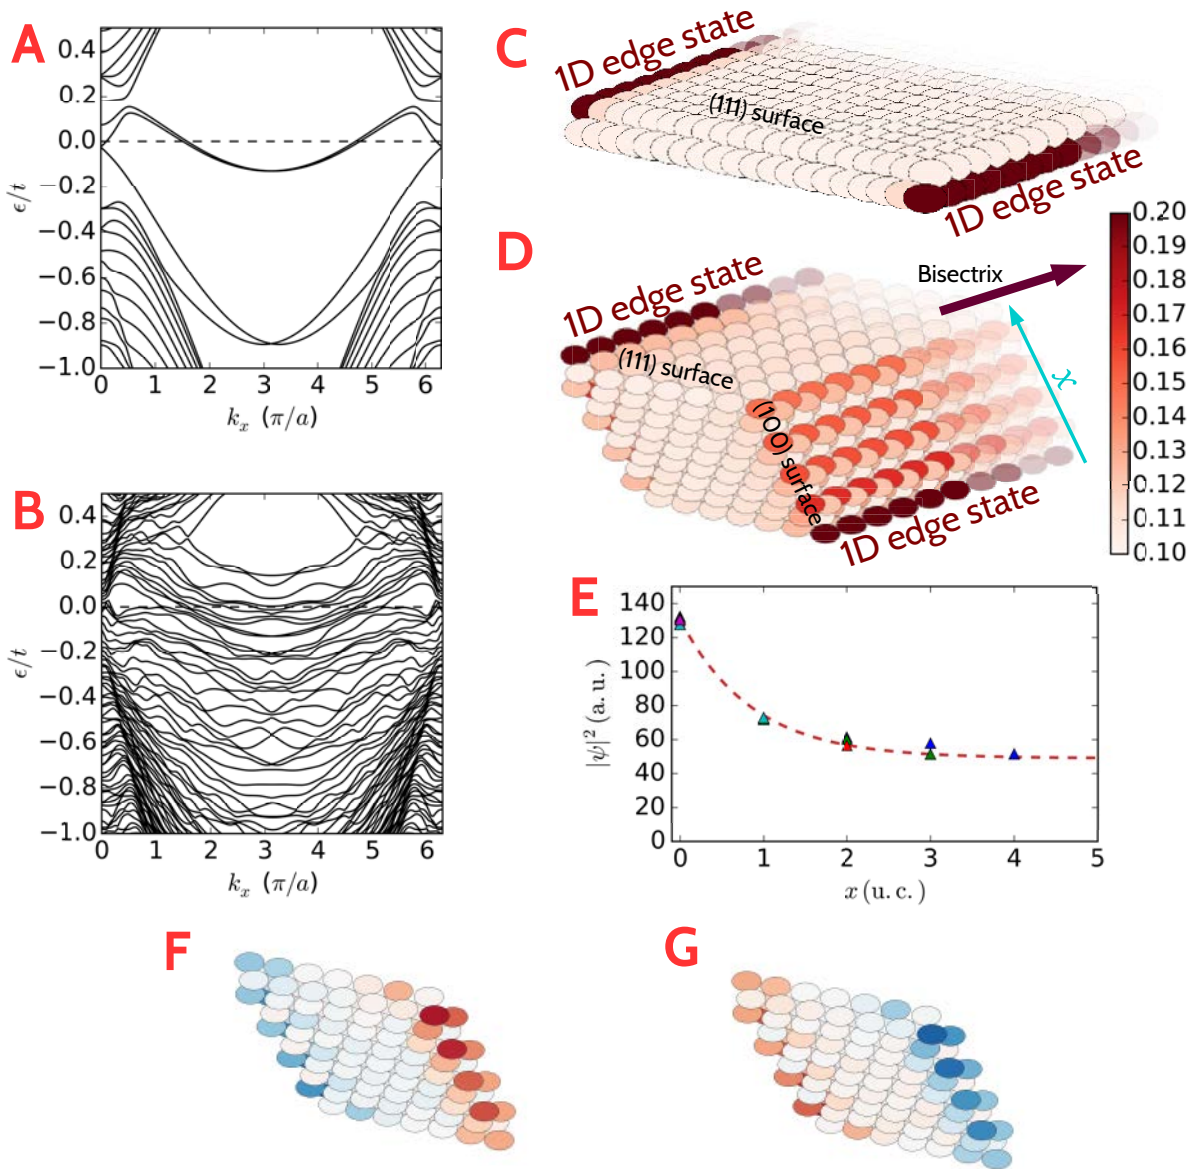 A
0.4
0.2
0.0
−0.2
−0.4
−0.6
−0.8
−1.0
ϵ/t
0 1 2 3 4 5 6
k_x (π/a)
B
0.4
0.2
0.0
−0.2
−0.4
−0.6
−0.8
−1.0
ϵ/t
0 1 2 3 4 5 6
k_x (π/a)
C
1D edge state
(111) surface
1D edge state
D
1D edge state
(111) surface
(100) surface
1D edge state
Bisectrix
x
0.20
0.19
0.18
0.17
0.16
0.15
0.14
0.13
0.12
0.11
0.10
E
140
120
100
80
60
40
20
0
|ψ|² (a. u.)
0 1 2 3 4 5
x (u. c.)
F
G